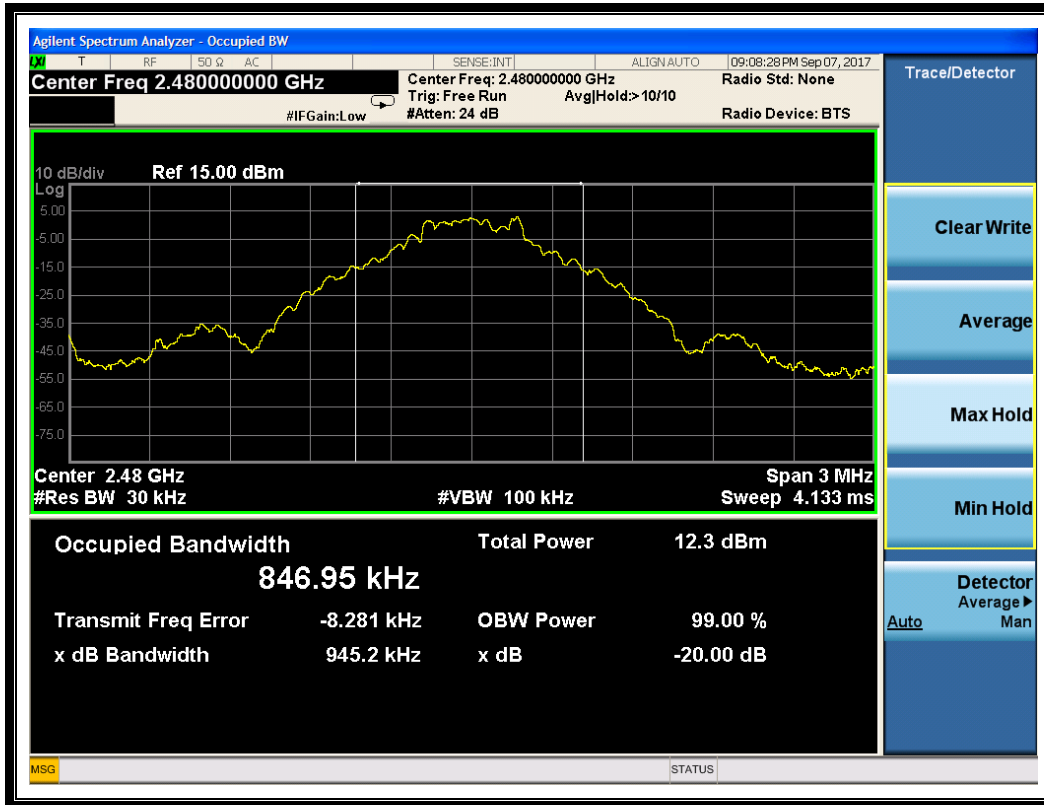 Agilent Spectrum Analyzer - Occupied BW
LXI T RF 50 Ω AC SENSE:INT ALIGN AUTO 09:08:28 PM Sep 07, 2017
Center Freq 2.480000000 GHz
Center Freq: 2.480000000 GHz
Radio Std: None
Trig: Free Run
Avg|Hold:> 10/10
#IFGain:Low
#Atten: 24 dB
Radio Device: BTS
10 dB/div Ref 15.00 dBm
Log
5.00
-5.00
-15.0
-25.0
-35.0
-45.0
-55.0
-65.0
-75.0
Center 2.48 GHz Span 3 MHz
#Res BW 30 kHz #VBW 100 kHz Sweep 4.133 ms
Occupied Bandwidth Total Power 12.3 dBm
846.95 kHz
Transmit Freq Error -8.281 kHz OBW Power 99.00 %
x dB Bandwidth 945.2 kHz x dB -20.00 dB
Trace/Detector
Clear Write
Average
Max Hold
Min Hold
Detector
Average▶
Auto Man
MSG STATUS